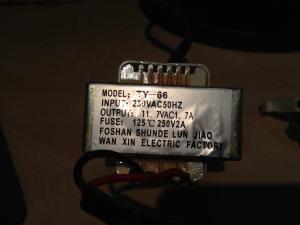 MODEL: TY-66
INPUT: 230VAC50HZ
OUTPUT: 11.7VAC1.7A
FUSE: 125℃ 250V2A
FOSHAN SHUNDE LUN JIAO
WAN XIN ELECTRIC FACTORY